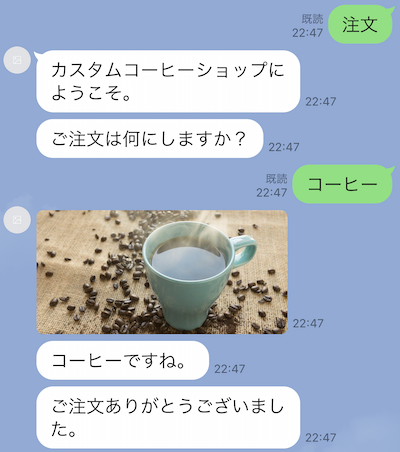 既読
22:47
注文
カスタムコーヒーショップに
ようこそ。
22:47
ご注文は何にしますか？
22:47
既読
22:47
コーヒー
22:47
コーヒーですね。
22:47
ご注文ありがとうございまし
た。
22:47